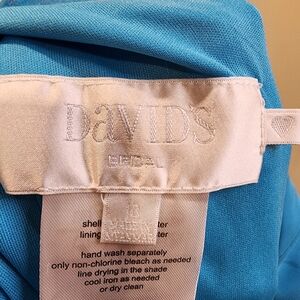 DaVID'S
BRIDAL
18
shell
lining ter
hand wash separately
only non-chlorine bleach as needed
line drying in the shade
cool iron as needed
or dry clean